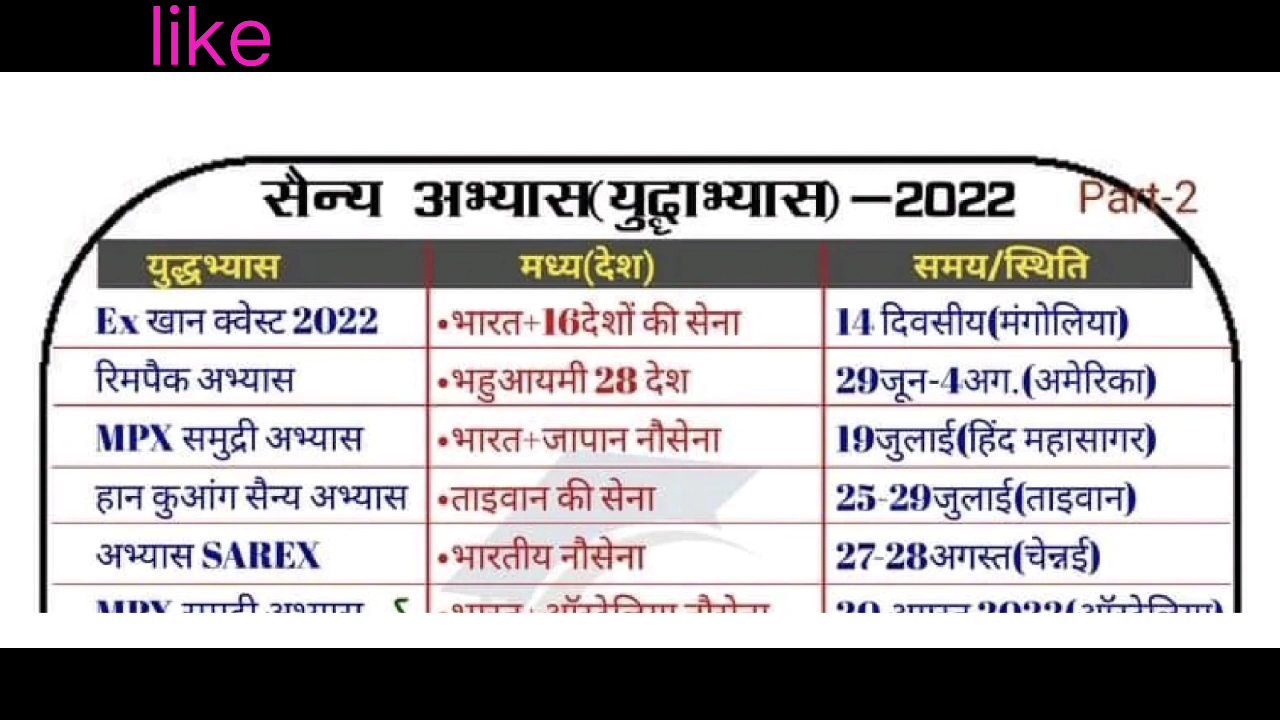 like
सैन्य अभ्यास(युद्धाभ्यास)–2022 Part-2
युद्धभ्यास मध्य(देश) समय/स्थिति
Ex खान क्वेस्ट 2022 •भारत+16देशों की सेना 14 दिवसीय(मंगोलिया)
रिमपैक अभ्यास •भहुआयमी 28 देश 29जून-4अग.(अमेरिका)
MPX समुद्री अभ्यास •भारत+जापान नौसेना 19जुलाई(हिंद महासागर)
हान कुआंग सैन्य अभ्यास •ताइवान की सेना 25-29जुलाई(ताइवान)
अभ्यास SAREX •भारतीय नौसेना 27-28अगस्त(चेन्नई)